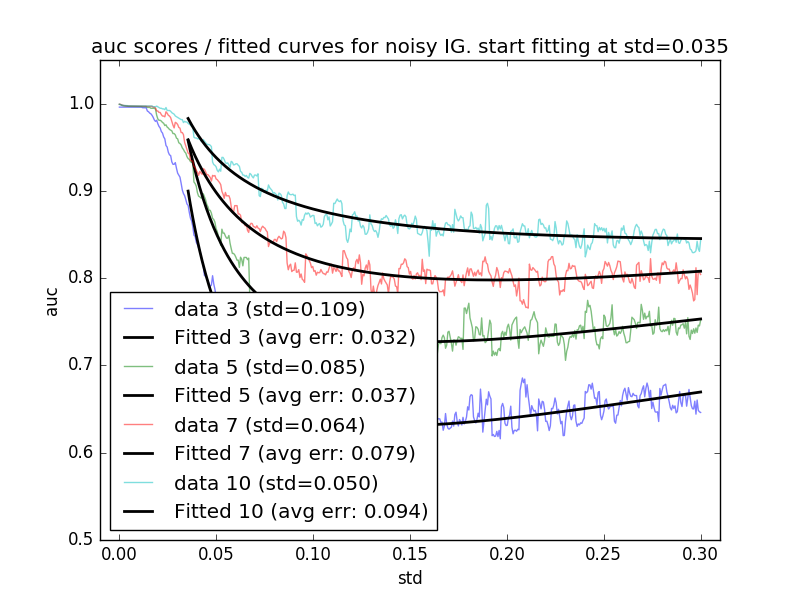 auc scores / fitted curves for noisy IG. start fitting at std=0.035
auc
1.0
0.9
0.8
0.7
0.6
0.5
data 3 (std=0.109)
Fitted 3 (avg err: 0.032)
data 5 (std=0.085)
Fitted 5 (avg err: 0.037)
data 7 (std=0.064)
Fitted 7 (avg err: 0.079)
data 10 (std=0.050)
Fitted 10 (avg err: 0.094)
0.00 0.05 0.10 0.15 0.20 0.25 0.30
std